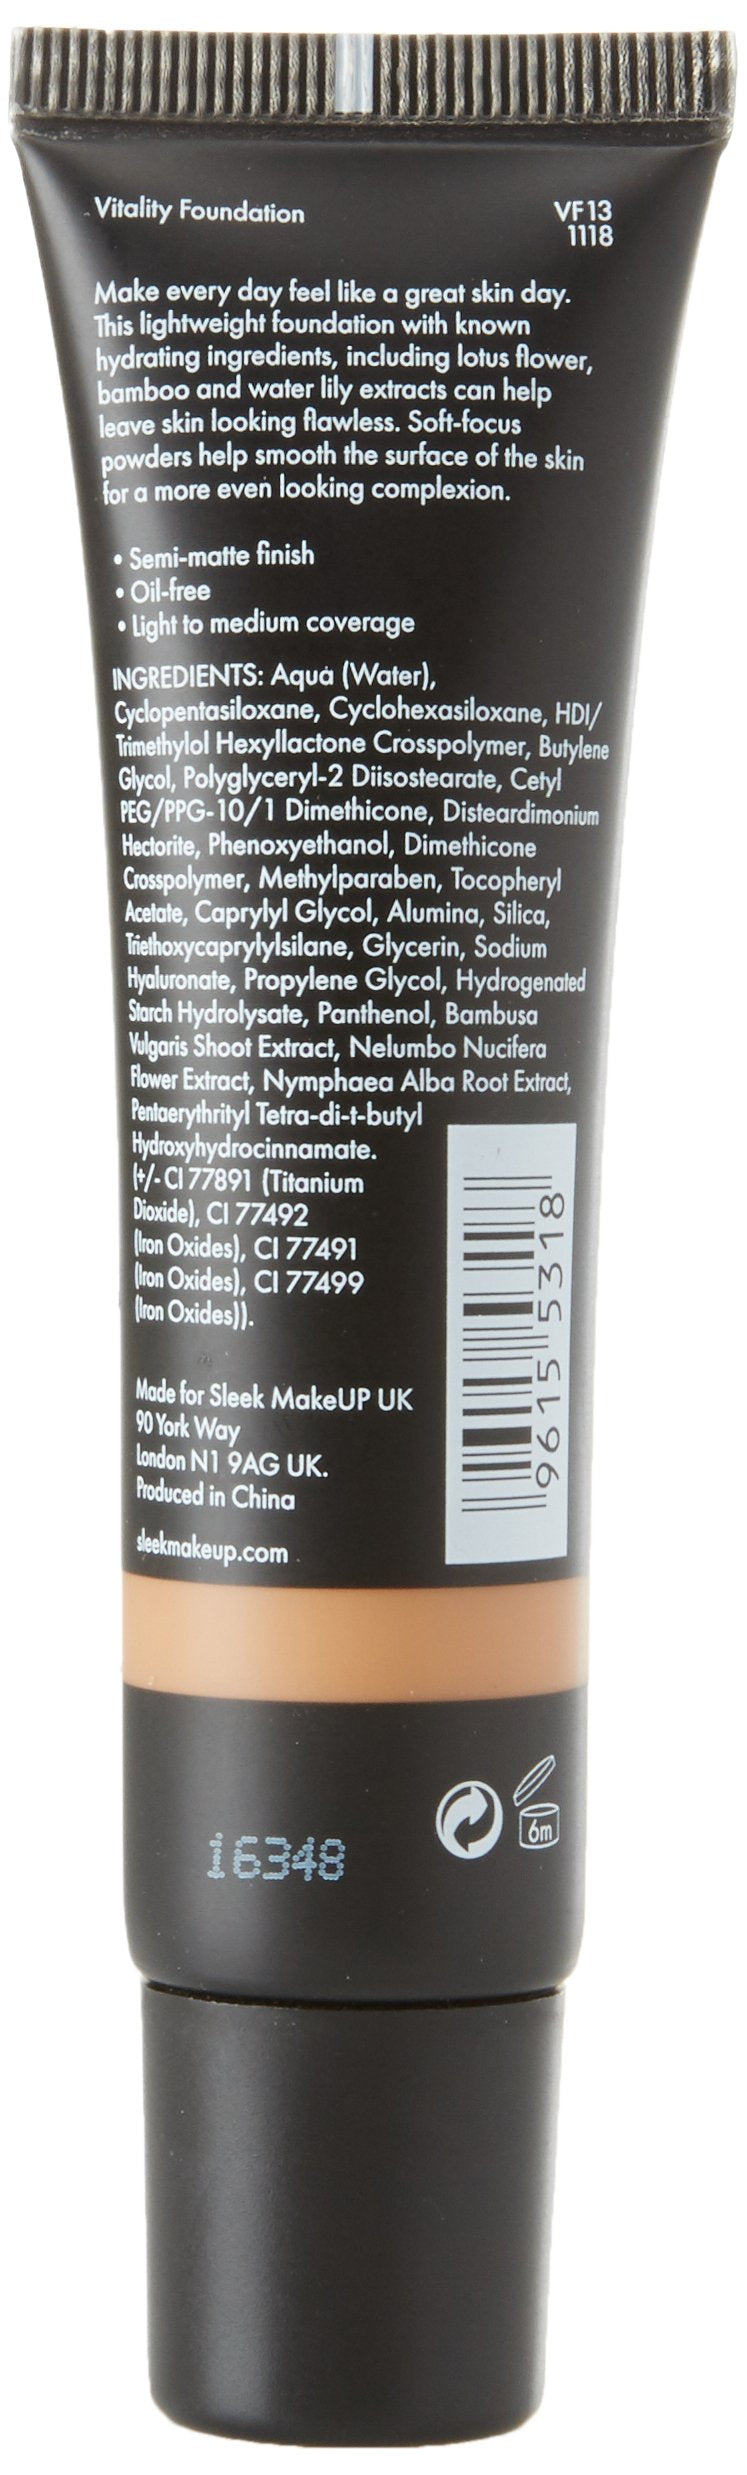 Vitality Foundation
VF13
1118
Make every day feel like a great skin day.
This lightweight foundation with known
hydrating ingredients, including lotus flower,
bamboo and water lily extracts can help
leave skin looking flawless. Soft-focus
powders help smooth the surface of the skin
for a more even looking complexion.
• Semi-matte finish
• Oil-free
• Light to medium coverage
INGREDIENTS: Aqua (Water),
Cyclopentasiloxane, Cyclohexasiloxane, HDI/
Trimethylol Hexyllactone Crosspolymer, Butylene
Glycol, Polyglyceryl-2 Diisostearate, Cetyl
PEG/PPG-10/1 Dimethicone, Disteardimonium
Hectorite, Phenoxyethanol, Dimethicone
Crosspolymer, Methylparaben, Tocopheryl
Acetate, Caprylyl Glycol, Alumina, Silica,
Triethoxycaprylylsilane, Glycerin, Sodium
Hyaluronate, Propylene Glycol, Hydrogenated
Starch Hydrolysate, Panthenol, Bambusa
Vulgaris Shoot Extract, Nelumbo Nucifera
Flower Extract, Nymphaea Alba Root Extract,
Pentaerythrityl Tetra-di-t-butyl
Hydroxyhydrocinnamate.
(+/- CI 77891 (Titanium
Dioxide), CI 77492
(Iron Oxides), CI 77491
(Iron Oxides), CI 77499
(Iron Oxides)).
9615 5318
Made for Sleek MakeUP UK
90 York Way
London N1 9AG UK.
Produced in China
sleekmakeup.com
6m
16348